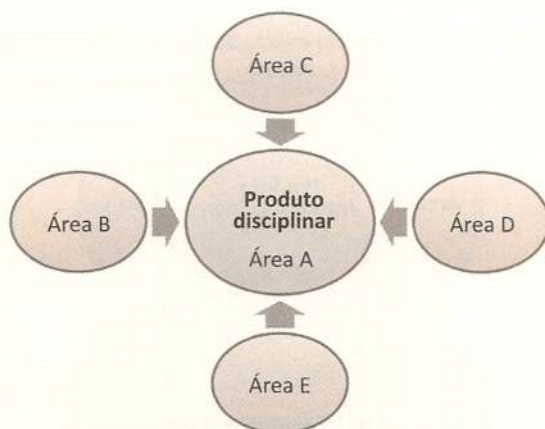 Área C
Área B
Produto
disciplinar
Área A
Área D
Área E